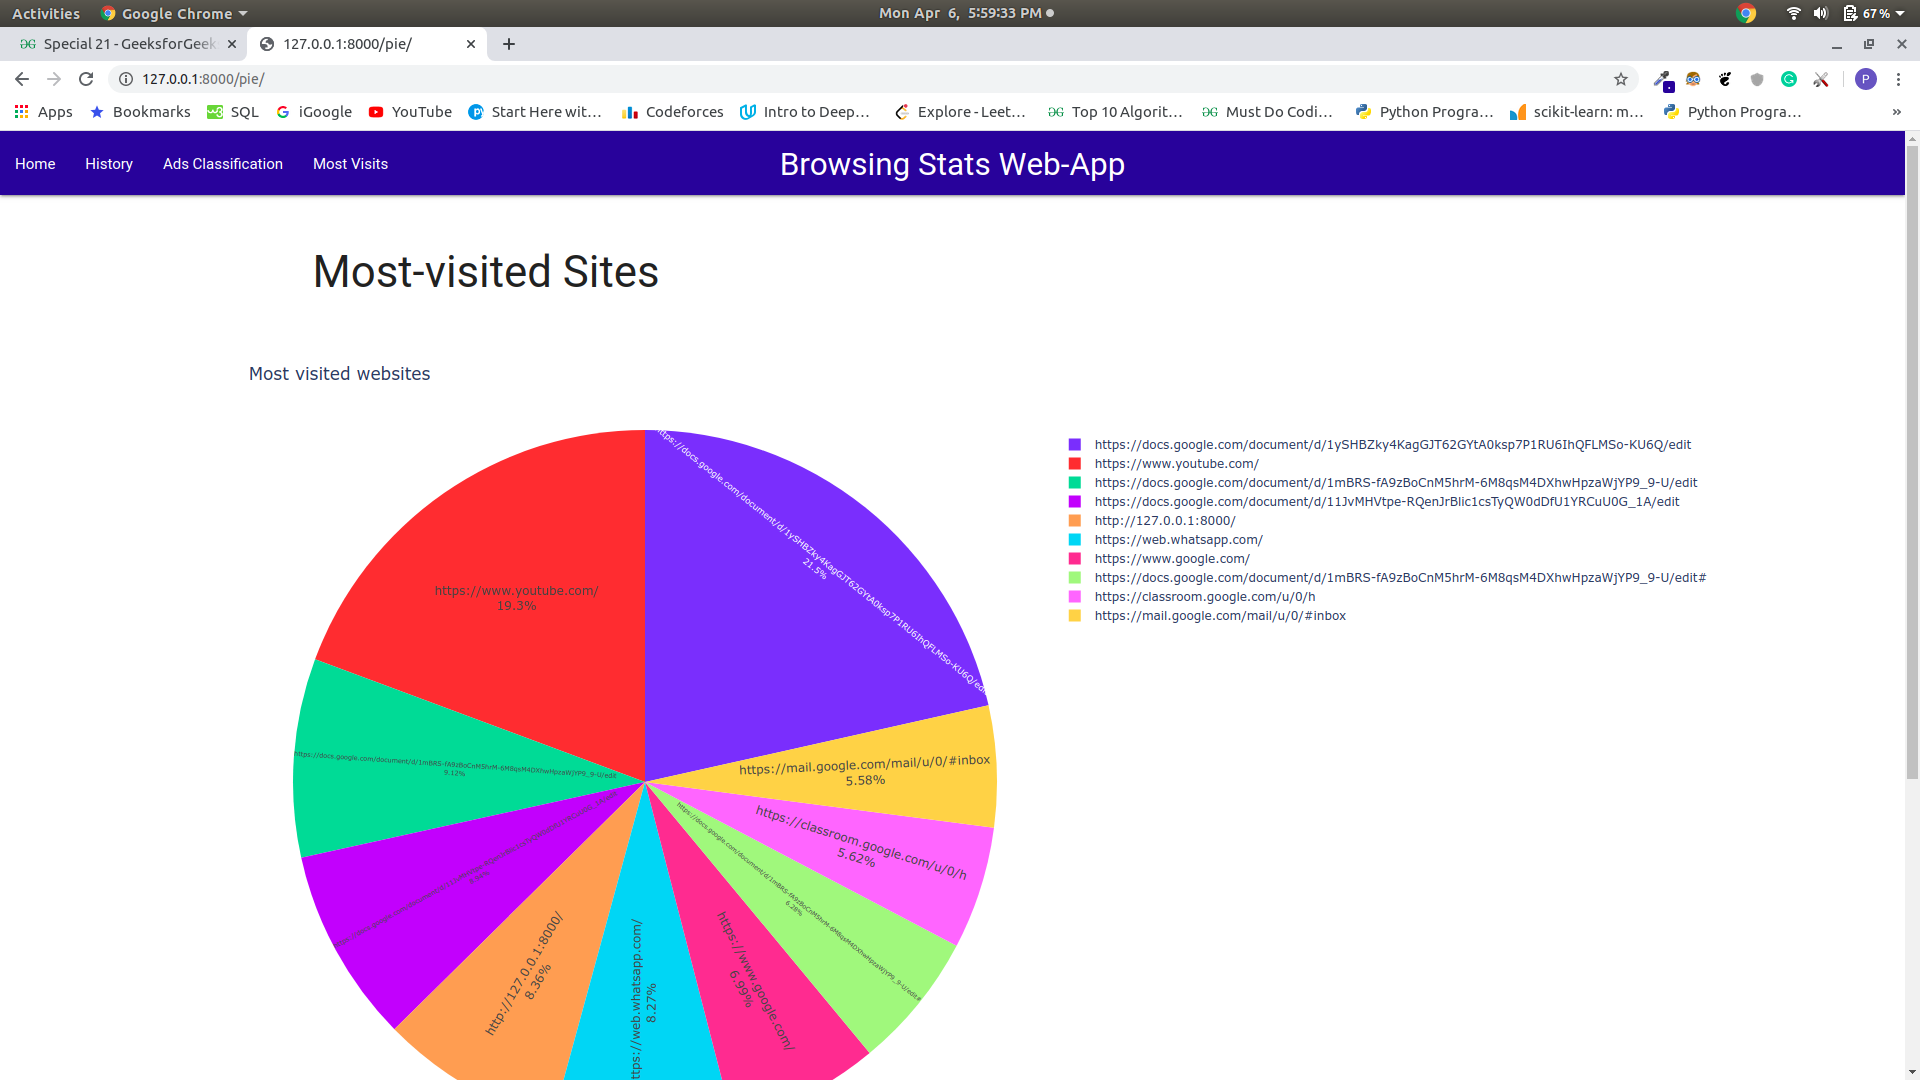 Activities
Google Chrome
Mon Apr 6, 5:59:33 PM
67 %
Special 21 - GeeksforGeek
127.0.0.1:8000/pie/
127.0.0.1:8000/pie/
P
Apps
Bookmarks
SQL
iGoogle
YouTube
Start Here wit...
Codeforces
Intro to Deep...
Explore - Leet...
Top 10 Algorit...
Must Do Codi...
Python Progra...
scikit-learn: m...
Python Progra...
»
Home
History
Ads Classification
Most Visits
Browsing Stats Web-App
Most-visited Sites
Most visited websites
https://docs.google.com/document/d/1ySHBZky4KagGJT62GYtA0ksp7P1RU6IhQFLMSo-KU6Q/edit
https://www.youtube.com/
https://docs.google.com/document/d/1mBRS-fA9zBoCnM5hrM-6M8qsM4DXhwHpzaWjYP9_9-U/edit
https://docs.google.com/document/d/11JvMHVtpe-RQenJrBlic1csTyQW0dDfU1YRCuU0G_1A/edit
http://127.0.0.1:8000/
https://web.whatsapp.com/
https://www.google.com/
https://docs.google.com/document/d/1mBRS-fA9zBoCnM5hrM-6M8qsM4DXhwHpzaWjYP9_9-U/edit#
https://classroom.google.com/u/0/h
https://mail.google.com/mail/u/0/#inbox
https://docs.google.com/document/d/1ySHBZky4KagGJT62GYtA0ksp7P1RU6IhQFLMSo-KU6Q/edit
21.5%
https://www.youtube.com/
19.3%
https://docs.google.com/document/d/1mBRS-fA9zBoCnM5hrM-6M8qsM4DXhwHpzaWjYP9_9-U/edit
9.12%
http://127.0.0.1:8000/
8.36%
https://web.whatsapp.com/
8.27%
https://www.google.com/
6.99%
https://docs.google.com/document/d/1mBRS-fA9zBoCnM5hrM-6M8qsM4DXhwHpzaWjYP9_9-U/edit#
6.28%
https://classroom.google.com/u/0/h
5.62%
https://mail.google.com/mail/u/0/#inbox
5.58%